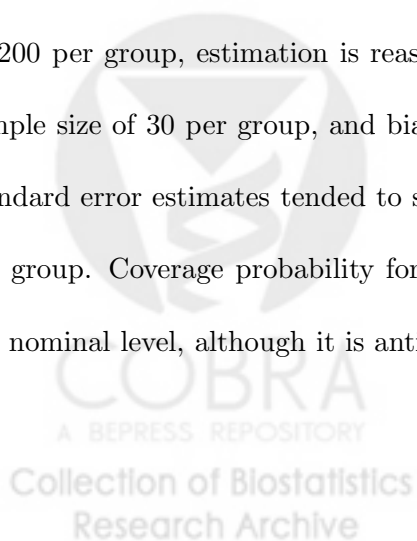 200 per group, estimation is reas
mple size of 30 per group, and bia
ndard error estimates tended to s
group. Coverage probability for
nominal level, although it is ant
COBRA
A BEPRESS REPOSITORY
Collection of Biostatistics
Research Archive